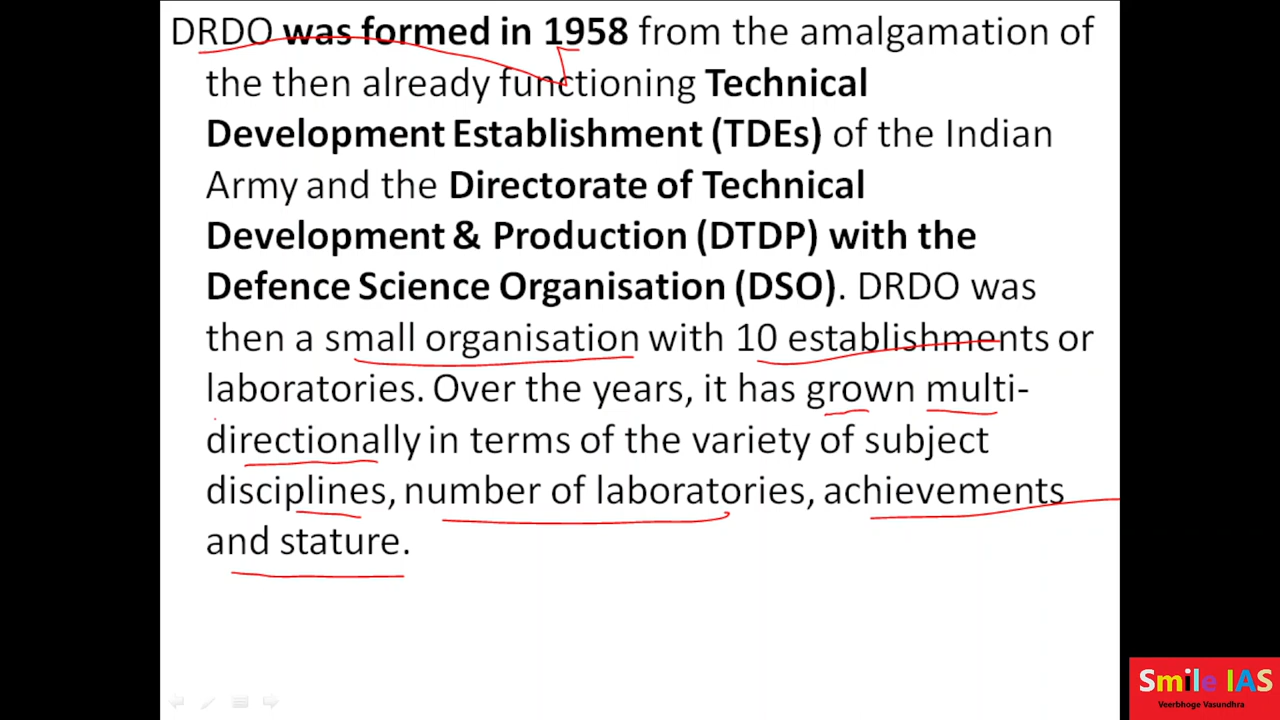 DRDO was formed in 1958 from the amalgamation of
the then already functioning Technical
Development Establishment (TDEs) of the Indian
Army and the Directorate of Technical
Development & Production (DTDP) with the
Defence Science Organisation (DSO). DRDO was
then a small organisation with 10 establishments or
laboratories. Over the years, it has grown multi-
directionally in terms of the variety of subject
disciplines, number of laboratories, achievements
and stature.
Smile IAS
Veerbhoge Vasundhra